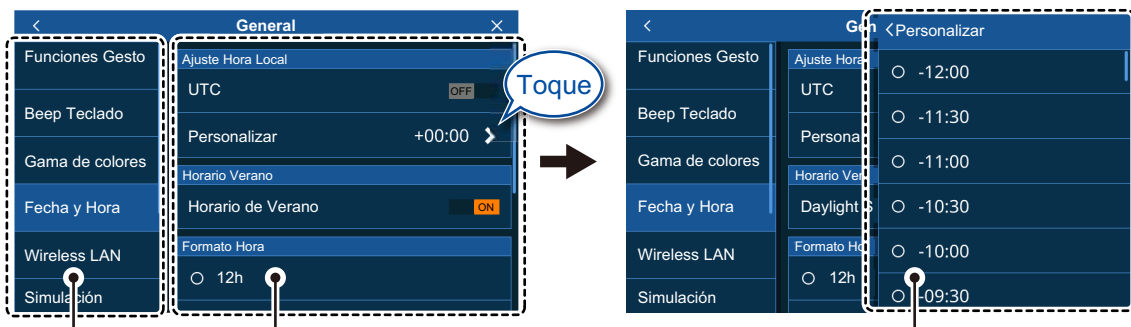 General
Funciones Gesto
Beep Teclado
Gama de colores
Fecha y Hora
Wireless LAN
Simulación
Ajuste Hora Local
UTC OFF
Personalizar +00:00
Horario Verano
Horario de Verano ON
Formato Hora
12h
Toque
Gen
Funciones Gesto
Beep Teclado
Gama de colores
Fecha y Hora
Wireless LAN
Simulación
Ajuste Hora
UTC
Persona
Horario Ver
Daylight S
Formato Ho
12h
Personalizar
-12:00
-11:30
-11:00
-10:30
-10:00
-09:30